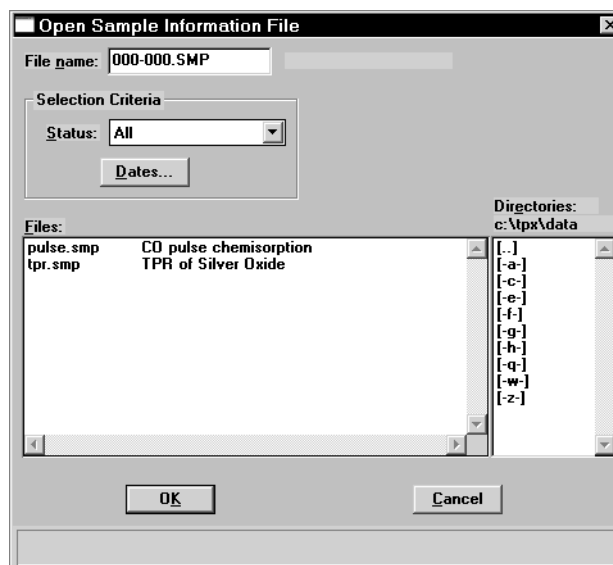 Open Sample Information File
File name: 000-000.SMP
Selection Criteria
Status: All
Dates...
Files:
pulse.smp CO pulse chemisorption
tpr.smp TPR of Silver Oxide
Directories:
c:\tpx\data
[..]
[-a-]
[-c-]
[-e-]
[-f-]
[-g-]
[-h-]
[-q-]
[-w-]
[-z-]
OK
Cancel